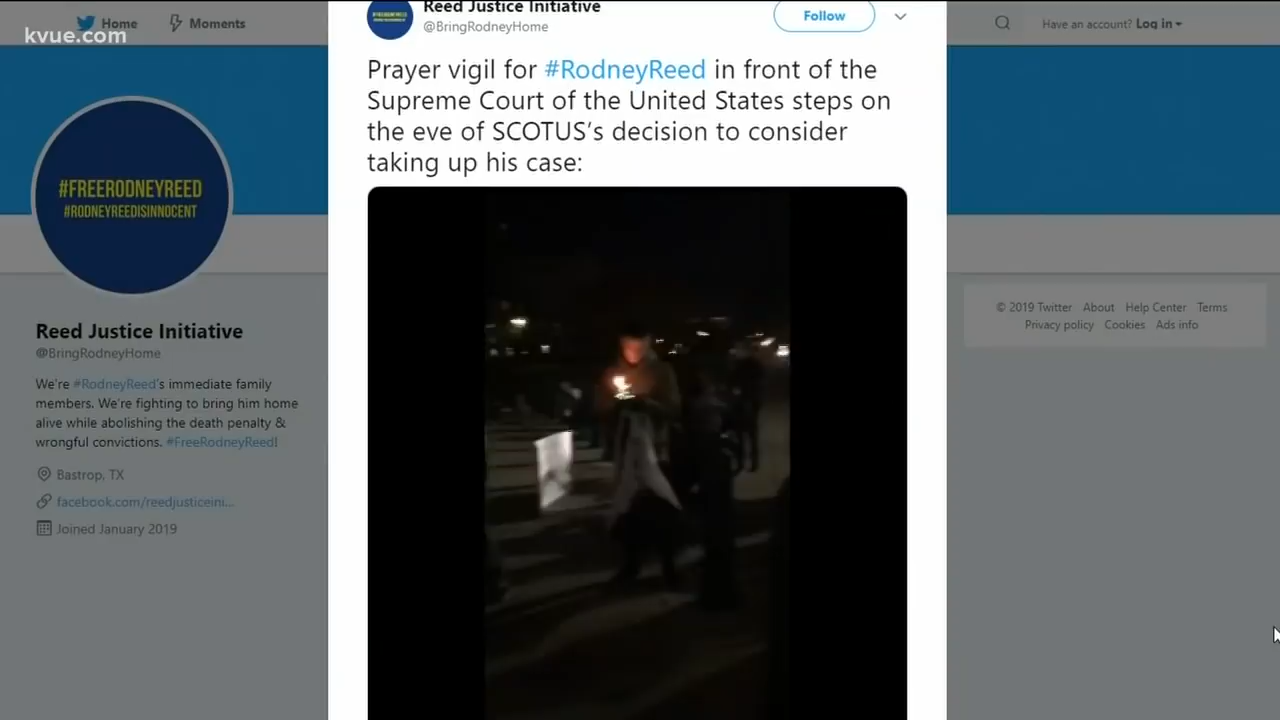 Home
Moments
kvue.com
Have an account? Log in
#FREERODNEYREED
#RODNEYREEDISINNOCENT
Reed Justice Initiative
@BringRodneyHome
We're #RodneyReed's immediate family
members. We're fighting to bring him home
alive while abolishing the death penalty &
wrongful convictions. #FreeRodneyReed!
Bastrop, TX
facebook.com/reedjusticeini...
Joined January 2019
Reed Justice Initiative
@BringRodneyHome
Follow
Prayer vigil for #RodneyReed in front of the
Supreme Court of the United States steps on
the eve of SCOTUS's decision to consider
taking up his case:
© 2019 Twitter About Help Center Terms
Privacy policy Cookies Ads info